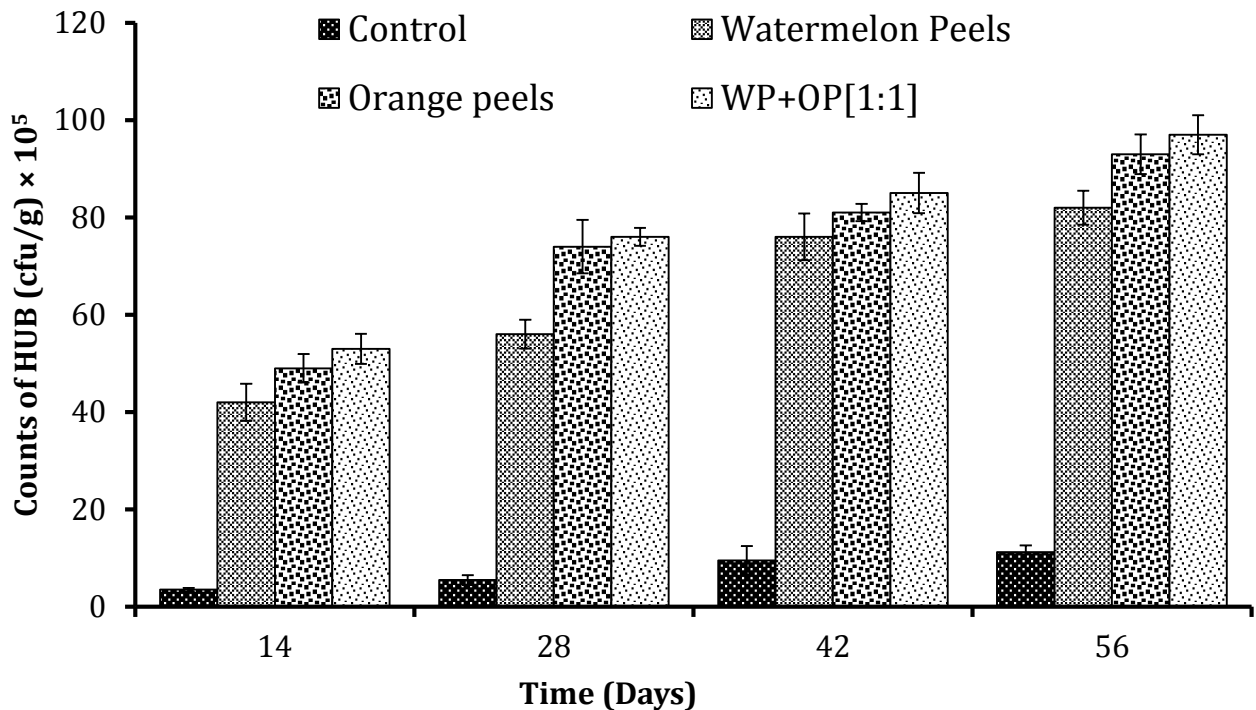 Counts of HUB (cfu/g) × 10⁵
120
100
80
60
40
20
0
Control
Watermelon Peels
Orange peels
WP+OP[1:1]
14 28 42 56
Time (Days)